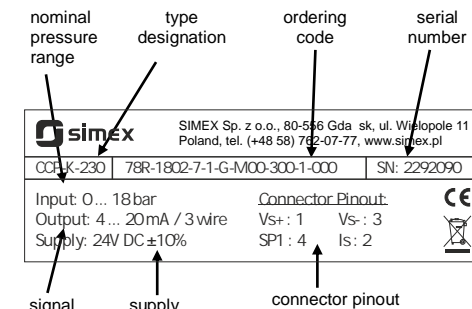 nominal pressure range
type designation
ordering code
serial number
simex
SIMEX Sp. z o.o., 80-556 Gda sk, ul. Wielopole 11
Poland, tel. (+48 58) 762-07-77, www.simex.pl
CCP-K-230 78R-1802-7-1-G-M00-300-1-000 SN: 2292090
Input: 0... 18 bar
Output: 4... 20mA / 3 wire
Supply: 24V DC ±10%
Connector Pinout:
Vs+: 1 Vs-: 3
SP1: 4 Is: 2
CE
signal
supply
connector pinout